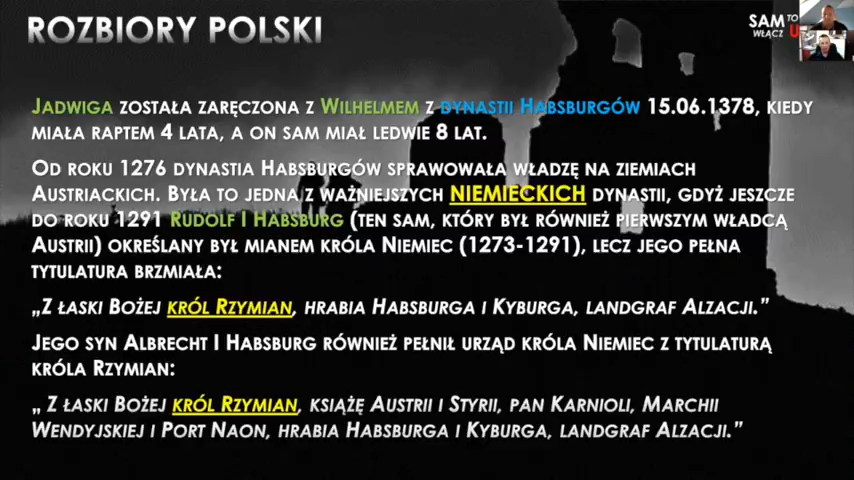 ROZBIORY POLSKI
SAM TO
WŁĄCZ
JADWIGA ZOSTAŁA ZARĘCZONA Z WILHELMEM Z DYNASTII HABSBURGÓW 15.06.1378, KIEDY
MIAŁA RAPTEM 4 LATA, A ON SAM MIAŁ LEDWIE 8 LAT.
OD ROKU 1276 DYNASTIA HABSBURGÓW SPRAWOWAŁA WŁADZĘ NA ZIEMIACH
AUSTRIACKICH. BYŁA TO JEDNA Z WAŻNIEJSZYCH NIEMIECKICH DYNASTII, GDYŻ JESZCZE
DO ROKU 1291 RUDOLF I HABSBURG (TEN SAM, KTÓRY BYŁ RÓWNIEŻ PIERWSZYM WŁADCĄ
AUSTRII) OKREŚLANY BYŁ MIANEM KRÓLA NIEMIEC (1273-1291), LECZ JEGO PEŁNA
TYTULATURA BRZMIAŁA:
„Z ŁASKI BOŻEJ KRÓL RZYMIAN, HRABIA HABSBURGA I KYBURGA, LANDGRAF ALZACJI.”
JEGO SYN ALBRECHT I HABSBURG RÓWNIEŻ PEŁNIŁ URZĄD KRÓLA NIEMIEC Z TYTULATURĄ
KRÓLA RZYMIAN:
„ Z ŁASKI BOŻEJ KRÓL RZYMIAN, KSIĄŻĘ AUSTRII I STYRII, PAN KARNIOLI, MARCHII
WENDYJSKIEJ I PORT NAON, HRABIA HABSBURGA I KYBURGA, LANDGRAF ALZACJI.”